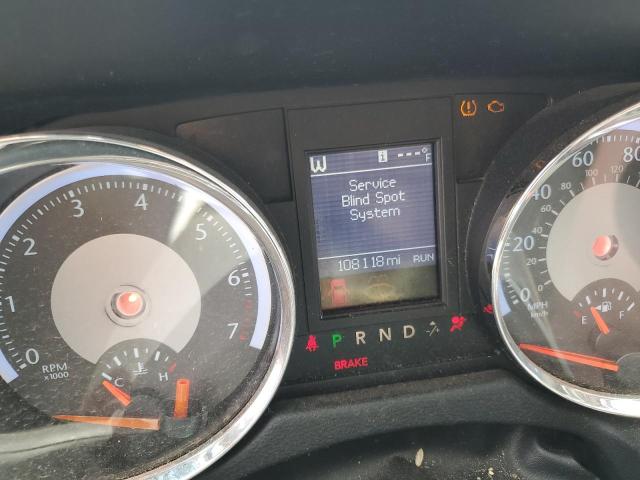 W i ---°F
Service
Blind Spot
System
108118 mi RUN
P R N D
BRAKE
0 1 2 3 4 5 6 7
RPM
x1000
C H
0 20 40 60 80
MPH
km/h
E F